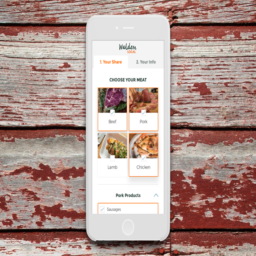 Walden
LOCAL
1. Your Share
2. Your Info
CHOOSE YOUR MEAT
Beef
Pork
Lamb
Chicken
Pork Products
Sausages